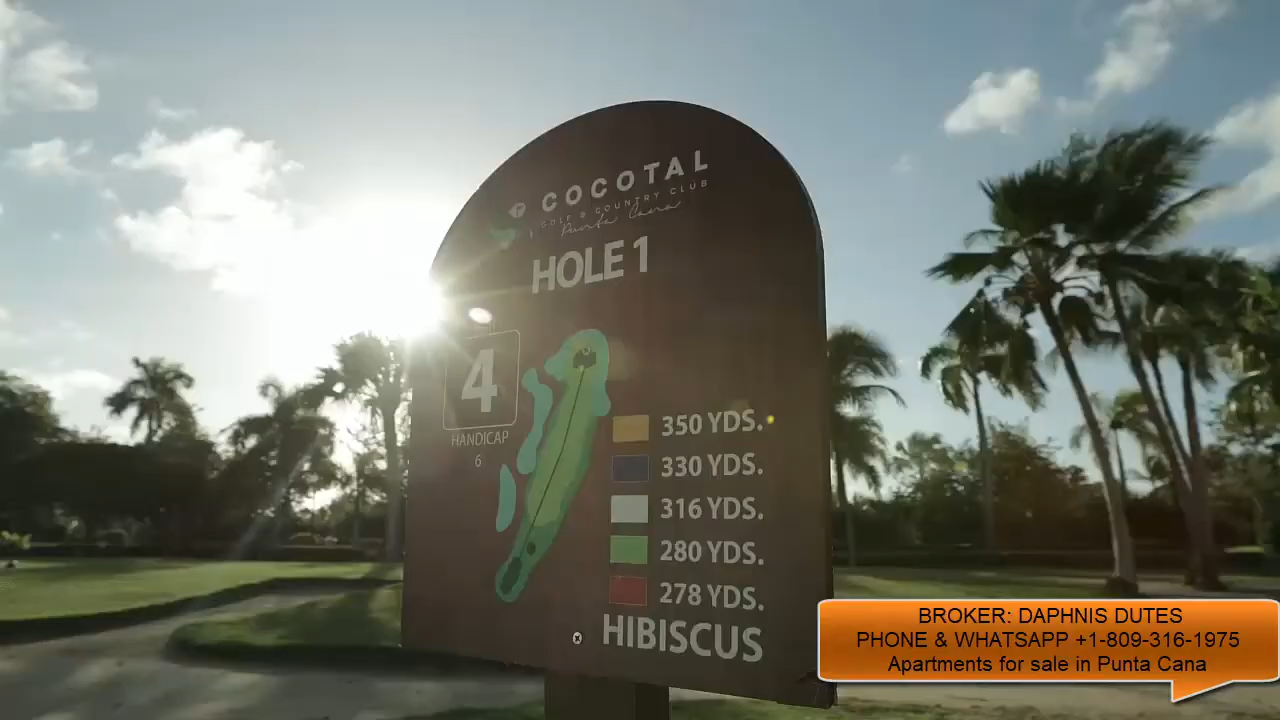 COCOTAL
GOLF & COUNTRY CLUB
Punta Cana
HOLE 1
4
HANDICAP
6
350 YDS.
330 YDS.
316 YDS.
280 YDS.
278 YDS.
HIBISCUS
BROKER: DAPHNIS DUTES
PHONE & WHATSAPP +1-809-316-1975
Apartments for sale in Punta Cana